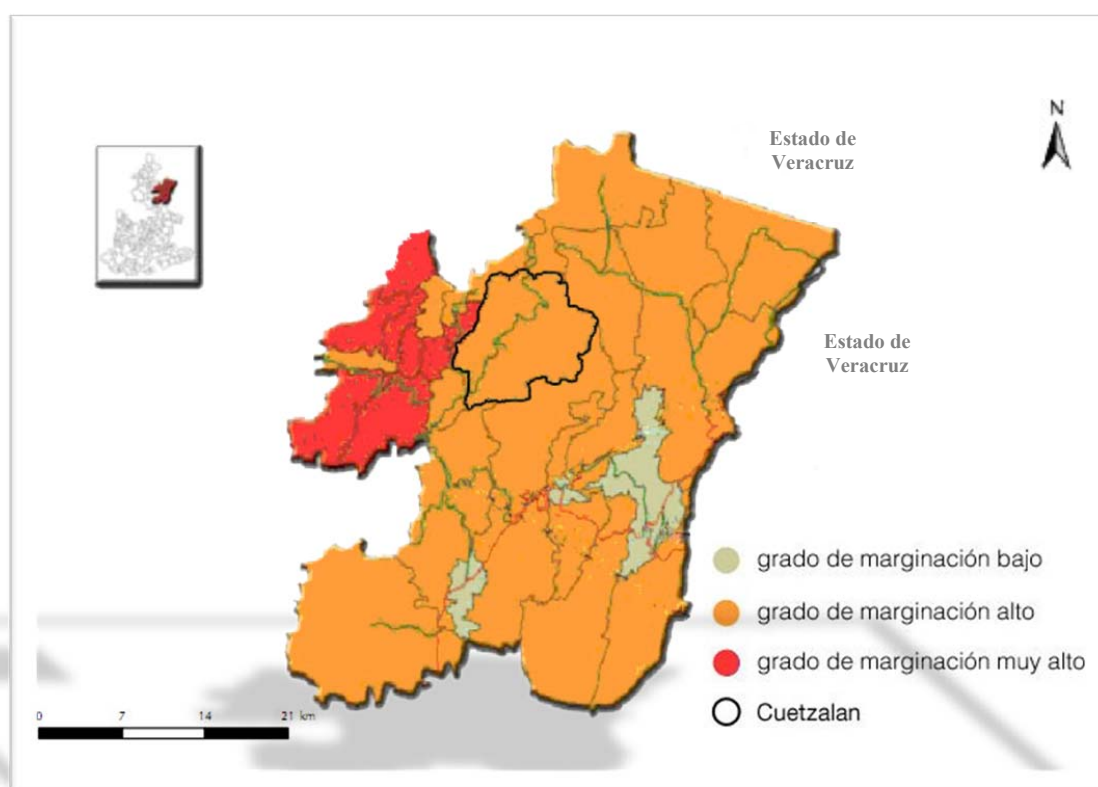 N
Estado de
Veracruz
Estado de
Veracruz
grado de marginación bajo
grado de marginación alto
grado de marginación muy alto
Cuetzalan
0 7 14 21 km